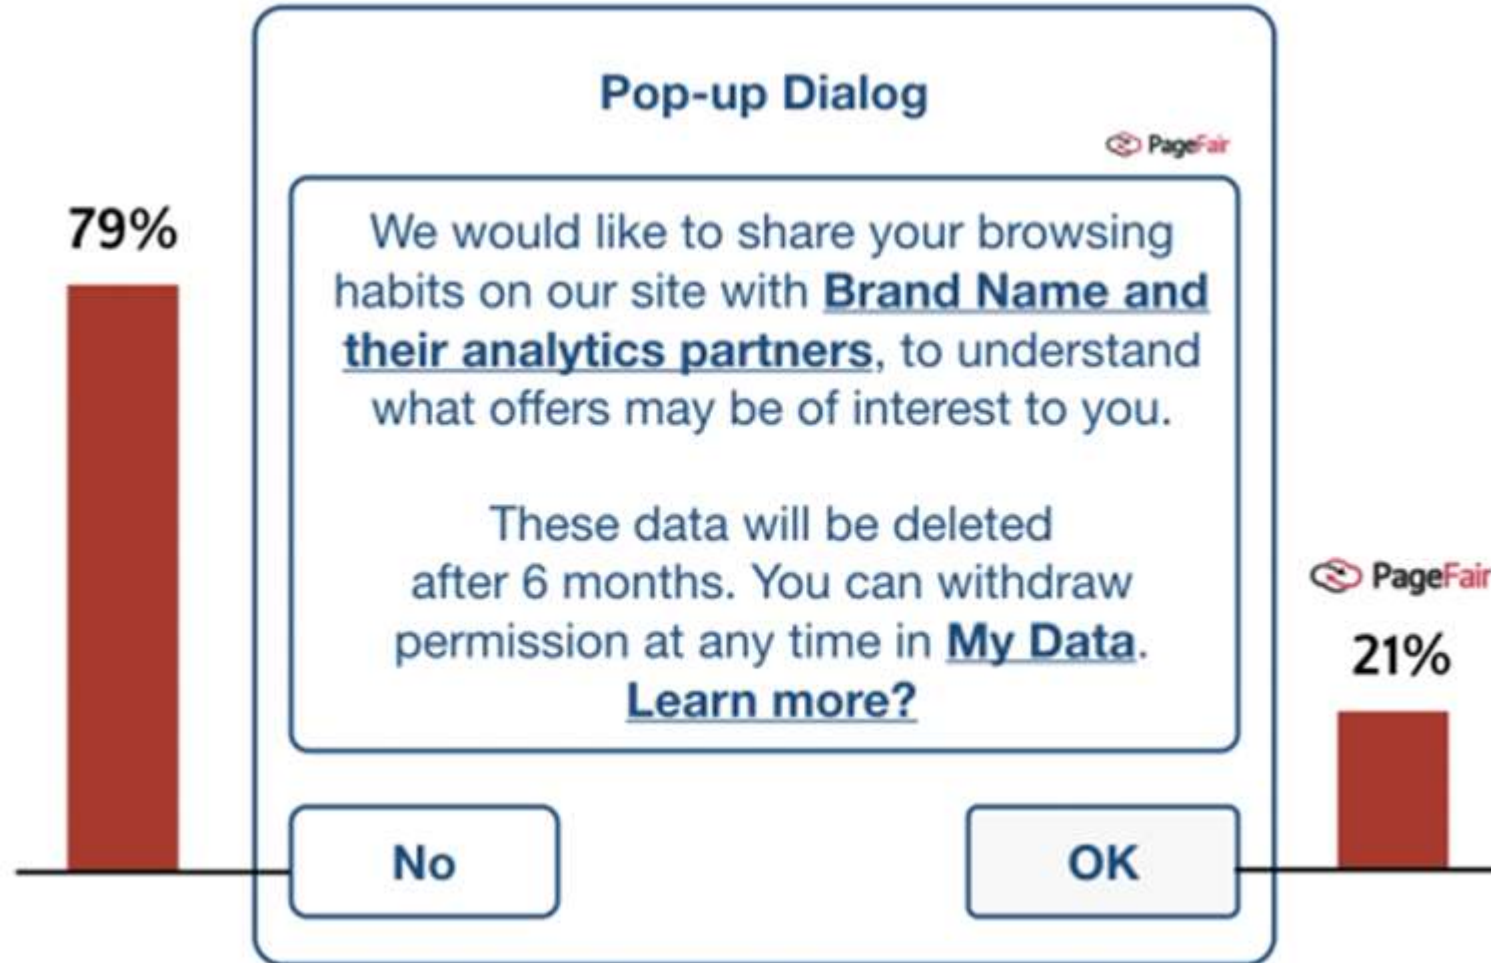 Pop-up Dialog
PageFair
79%
We would like to share your browsing
habits on our site with Brand Name and
their analytics partners, to understand
what offers may be of interest to you.
These data will be deleted
after 6 months. You can withdraw
permission at any time in My Data.
Learn more?
PageFair
21%
No
OK